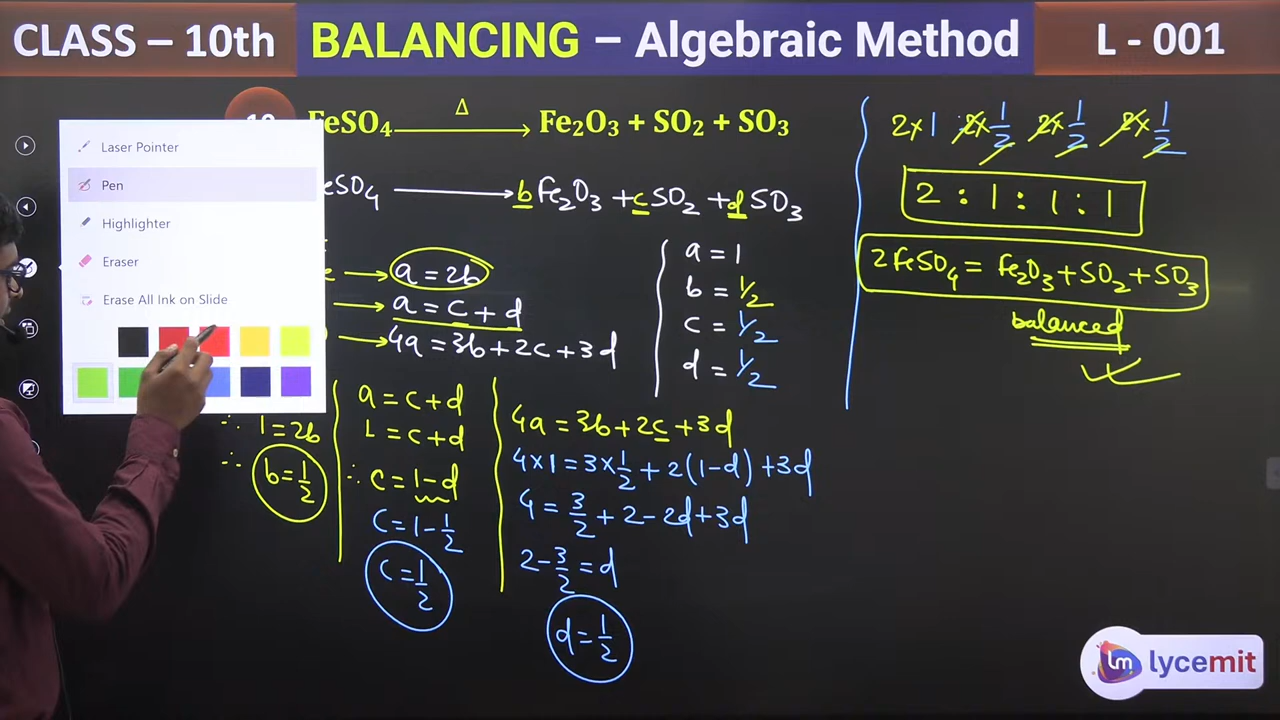 CLASS – 10th BALANCING – Algebraic Method L - 001
FeSO₄ —Δ→ Fe₂O₃ + SO₂ + SO₃
eSO₄ ⟶ bFe₂O₃ + cSO₂ + dSO₃
Laser Pointer
Pen
Highlighter
Eraser
Erase All Ink on Slide
→ a = 2b
→ a = c + d
→ 4a = 3b + 2c + 3d
a = 1
b = 1/2
c = 1/2
d = 1/2
∴ 1 = 2b
∴ b = 1/2
a = c + d
1 = c + d
∴ c = 1 - d
c = 1 - 1/2
c = 1/2
4a = 3b + 2c + 3d
4 × 1 = 3 × 1/2 + 2(1 - d) + 3d
4 = 3/2 + 2 - 2d + 3d
2 - 3/2 = d
d = 1/2
2 × 1 2 × 1/2 2 × 1/2 2 × 1/2
2 : 1 : 1 : 1
2FeSO₄ = Fe₂O₃ + SO₂ + SO₃
balanced
lm lycemit